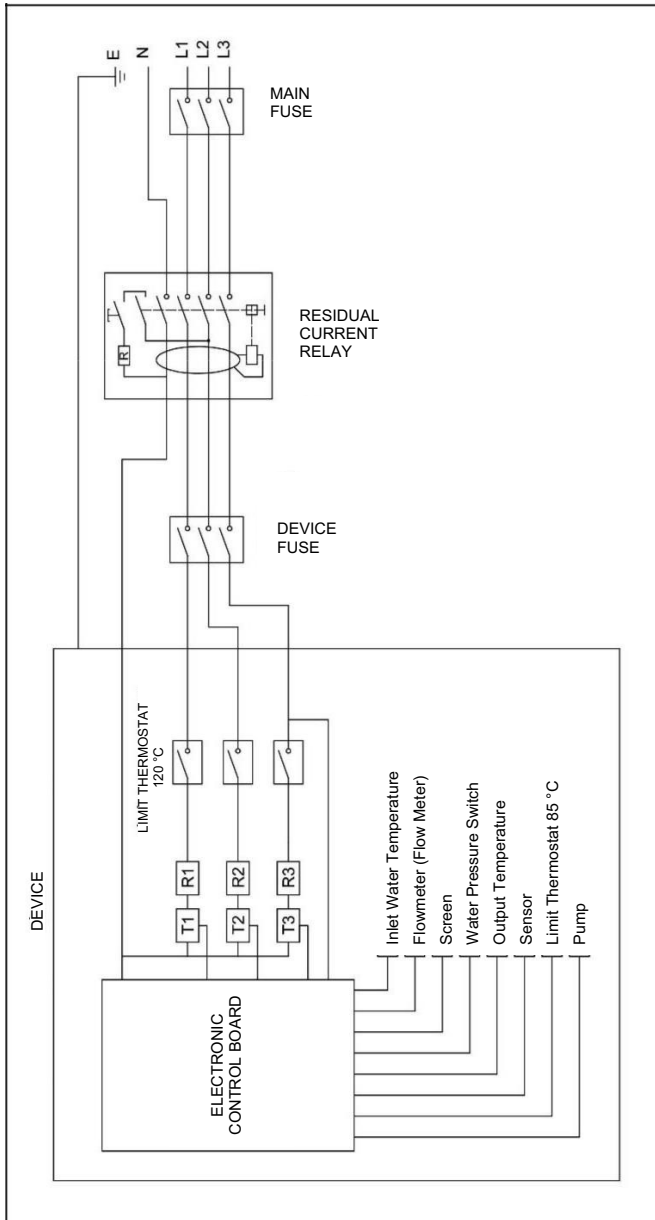 E
N
L1
L2
L3
MAIN
FUSE
R
RESIDUAL
CURRENT
RELAY
DEVICE
FUSE
DEVICE
LİMİT THERMOSTAT
120 °C
R1
R2
R3
T1
T2
T3
ELECTRONIC
CONTROL BOARD
Inlet Water Temperature
Flowmeter (Flow Meter)
Screen
Water Pressure Switch
Output Temperature
Sensor
Limit Thermostat 85 °C
Pump